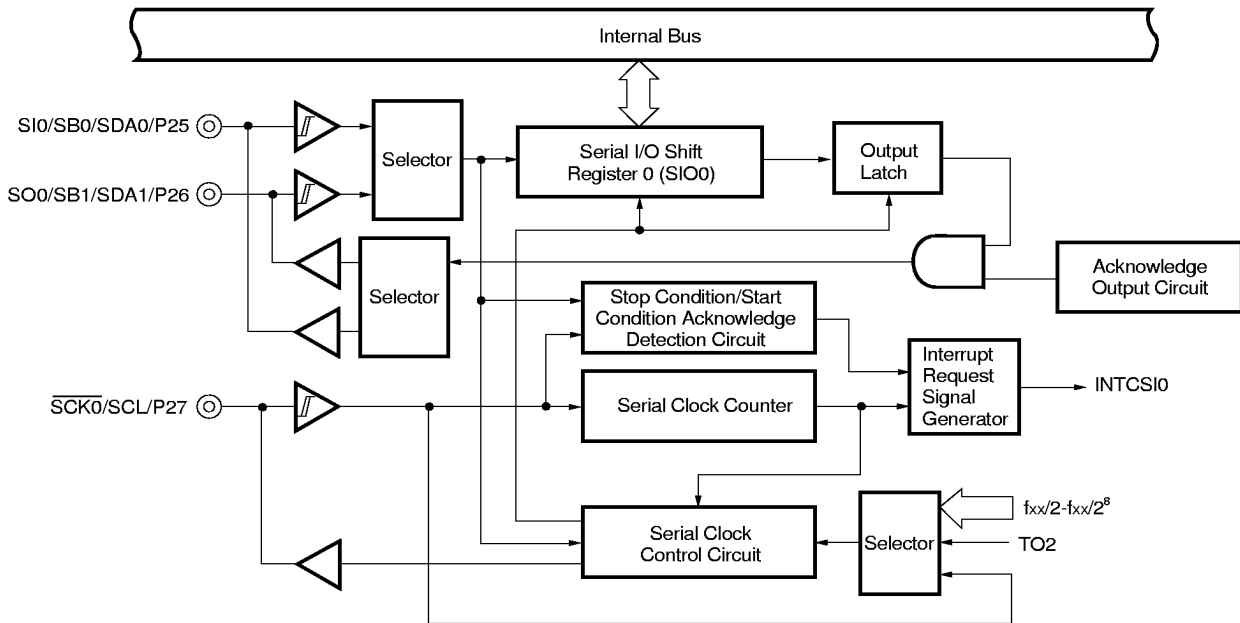 Internal Bus
SI0/SB0/SDA0/P25
Selector
Serial I/O Shift
Register 0 (SIO0)
Output
Latch
SO0/SB1/SDA1/P26
Selector
Acknowledge
Output Circuit
Stop Condition/Start
Condition Acknowledge
Detection Circuit
Interrupt
Request
Signal
Generator
INTCSI0
S̅C̅K̅0̅/SCL/P27
Serial Clock Counter
Serial Clock
Control Circuit
Selector
fxx/2-fxx/2⁸
TO2